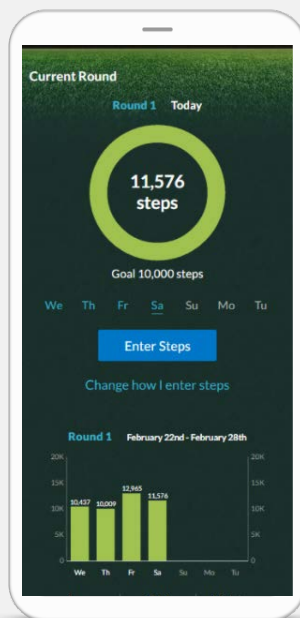 Current Round
Round 1 Today
11,576
steps
Goal 10,000 steps
We Th Fr Sa Su Mo Tu
Enter Steps
Change how I enter steps
Round 1 February 22nd - February 28th
20K 20K
15K 15K
10K 10K
5K 5K
0 0
10,437 10,009 12,965 11,576
We Th Fr Sa Su Mo Tu